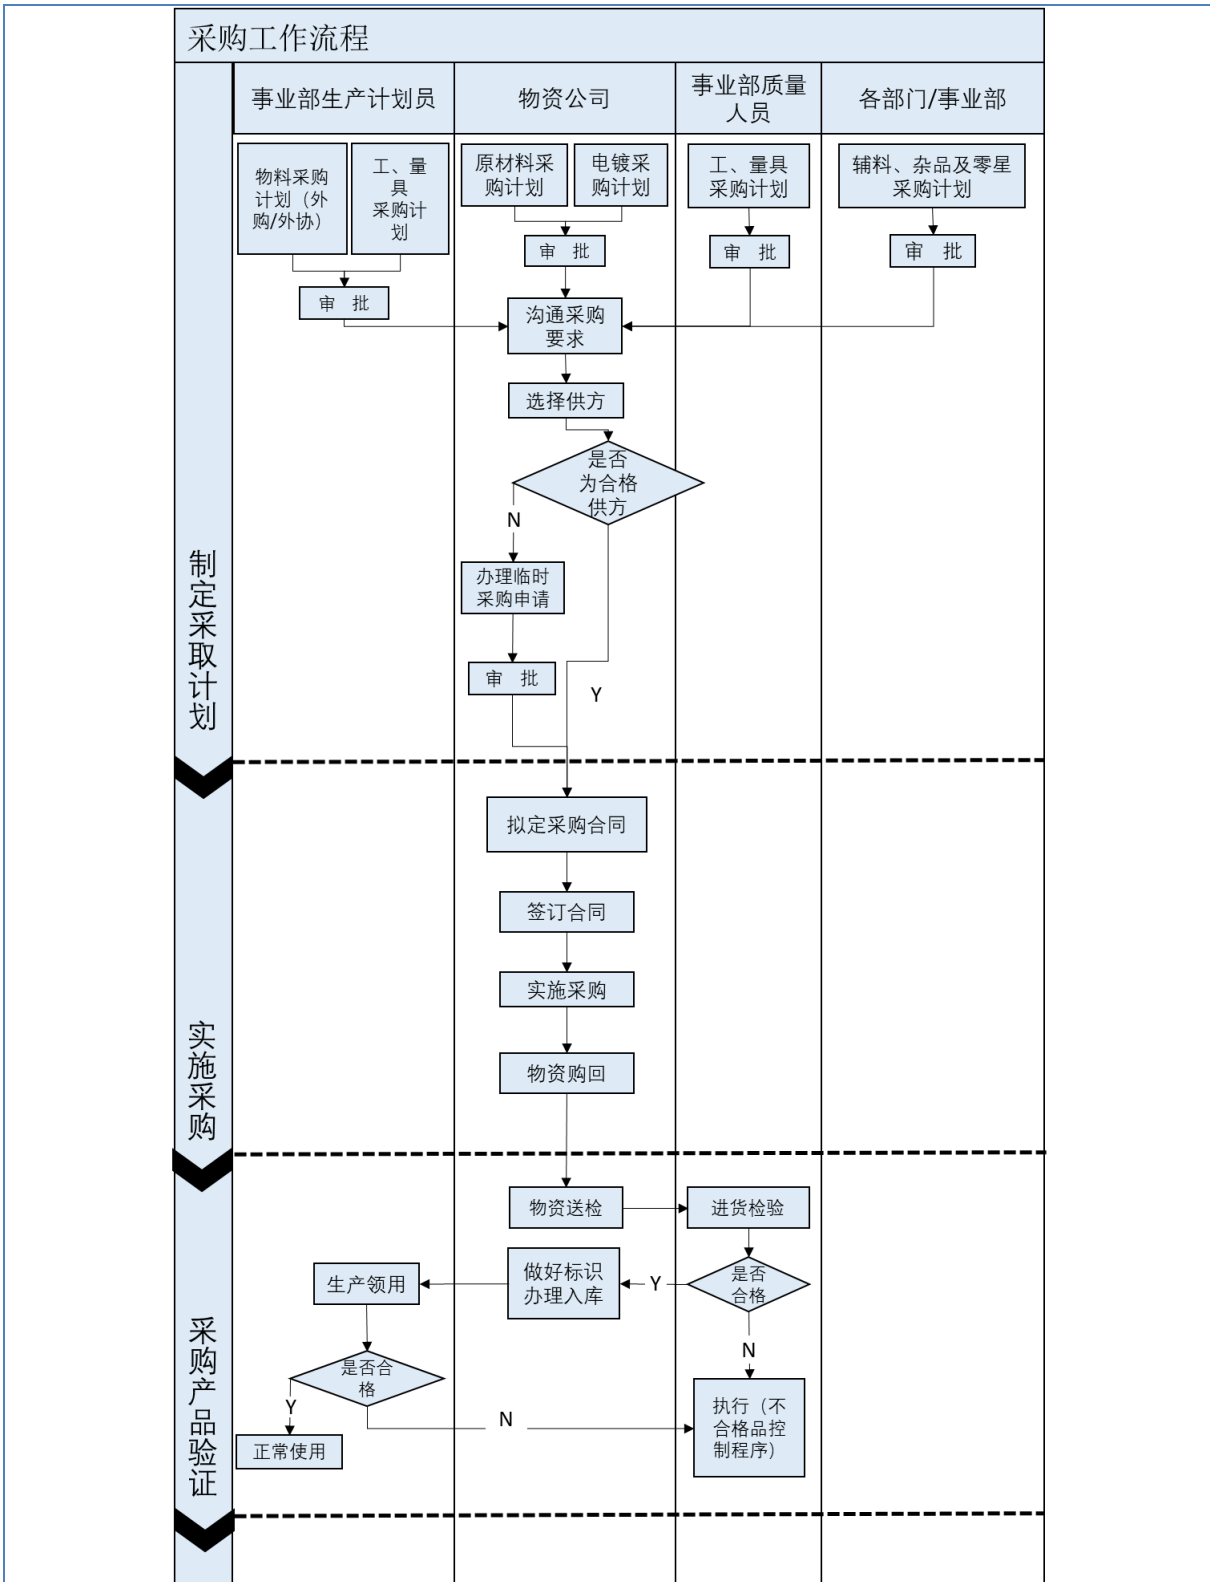 采购工作流程
事业部生产计划员
物资公司
事业部质量
人员
各部门/事业部
物料采购
计划（外
购/外协）
工、量
具
采购计
划
原材料采
购计划
电镀采
购计划
工、量具
采购计划
辅料、杂品及零星
采购计划
审 批
审 批
审 批
审 批
沟通采购
要求
选择供方
是否
为合格
供方
N
办理临时
采购申请
审 批
Y
制定采取计划
拟定采购合同
签订合同
实施采购
物资购回
实施采购
物资送检
进货检验
是否
合格
Y
做好标识
办理入库
生产领用
N
是否合
格
Y
N
正常使用
执行（不
合格品控
制程序）
采购产品验证